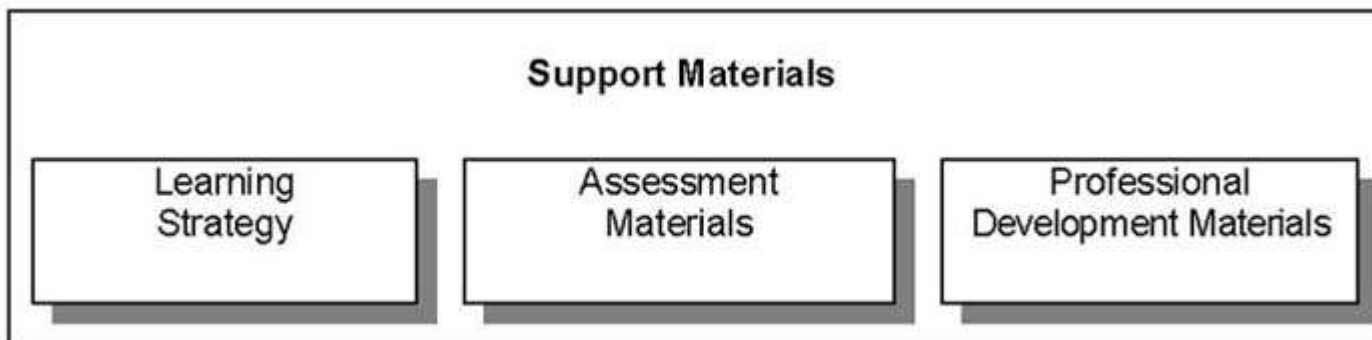 Support Materials
Learning
Strategy
Assessment
Materials
Professional
Development Materials